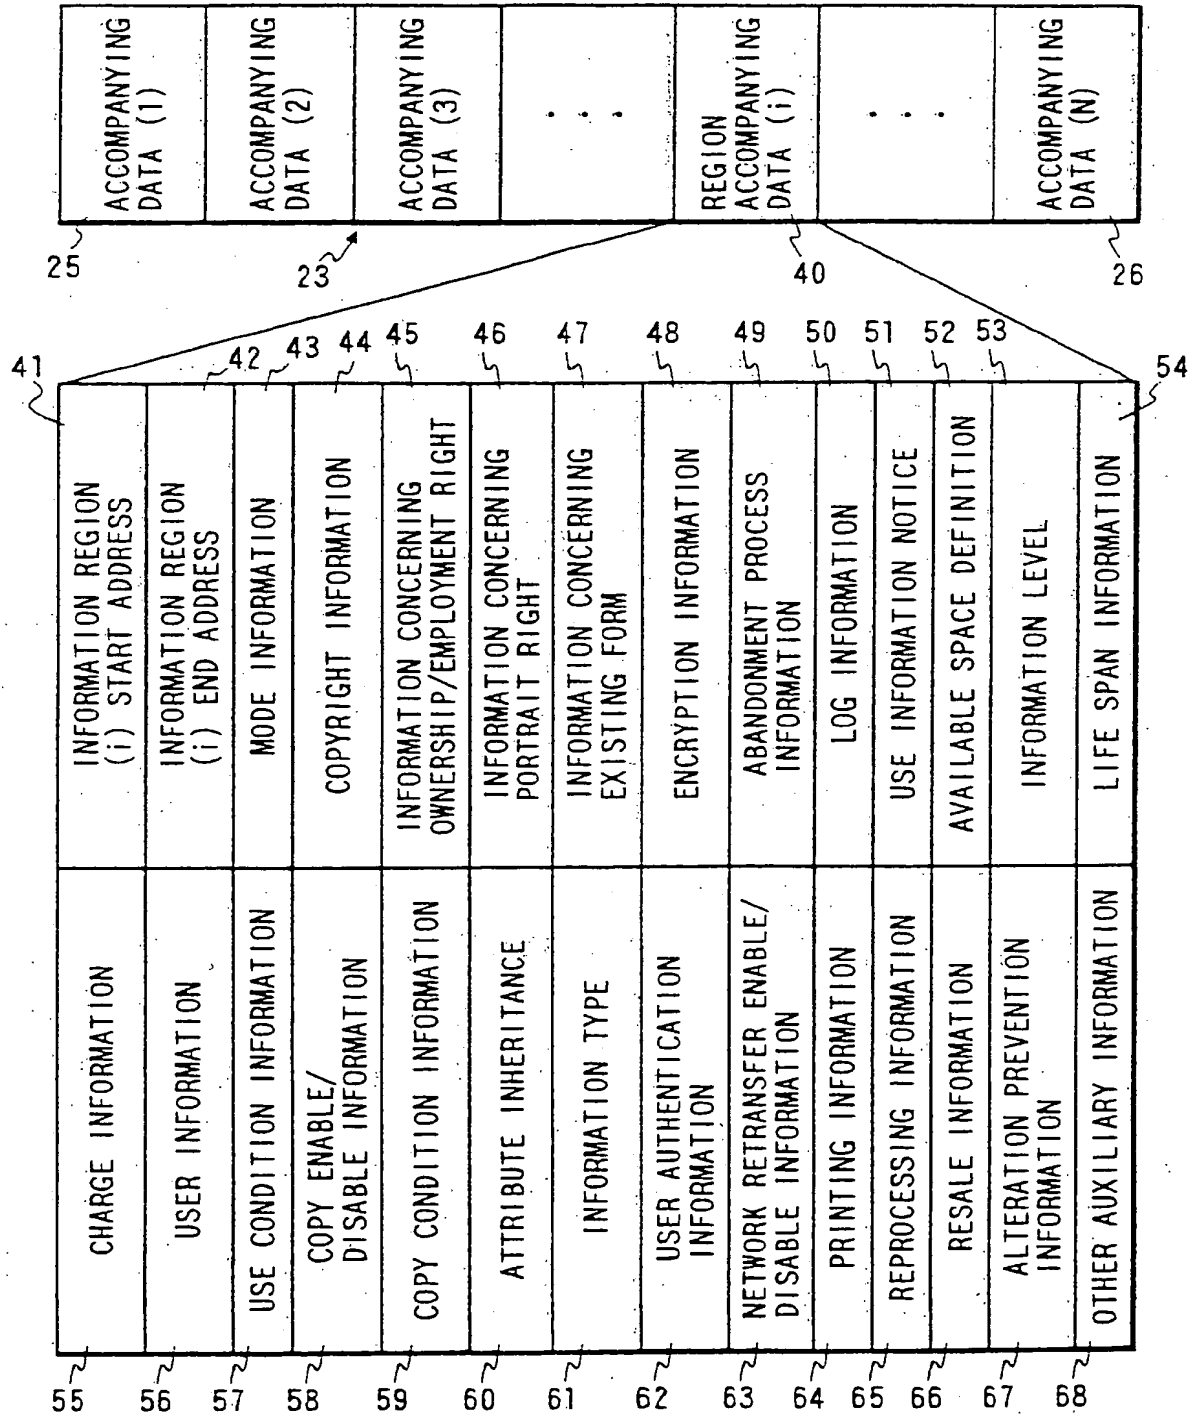 ACCOMPANYING
DATA (1)
ACCOMPANYING
DATA (2)
ACCOMPANYING
DATA (3)
. . .
REGION
ACCOMPANYING
DATA (i)
. . .
ACCOMPANYING
DATA (N)
25
23
40
26
41
42
43
44
45
46
47
48
49
50
51
52
53
54
INFORMATION REGION
(i) START ADDRESS
INFORMATION REGION
(i) END ADDRESS
MODE INFORMATION
COPYRIGHT INFORMATION
INFORMATION CONCERNING
OWNERSHIP/EMPLOYMENT RIGHT
INFORMATION CONCERNING
PORTRAIT RIGHT
INFORMATION CONCERNING
EXISTING FORM
ENCRYPTION INFORMATION
ABANDONMENT PROCESS
INFORMATION
LOG INFORMATION
USE INFORMATION NOTICE
AVAILABLE SPACE DEFINITION
INFORMATION LEVEL
LIFE SPAN INFORMATION
CHARGE INFORMATION
USER INFORMATION
USE CONDITION INFORMATION
COPY ENABLE/
DISABLE INFORMATION
COPY CONDITION INFORMATION
ATTRIBUTE INHERITANCE
INFORMATION TYPE
USER AUTHENTICATION
INFORMATION
NETWORK RETRANSFER ENABLE/
DISABLE INFORMATION
PRINTING INFORMATION
REPROCESSING INFORMATION
RESALE INFORMATION
ALTERATION PREVENTION
INFORMATION
OTHER AUXILIARY INFORMATION
55
56
57
58
59
60
61
62
63
64
65
66
67
68